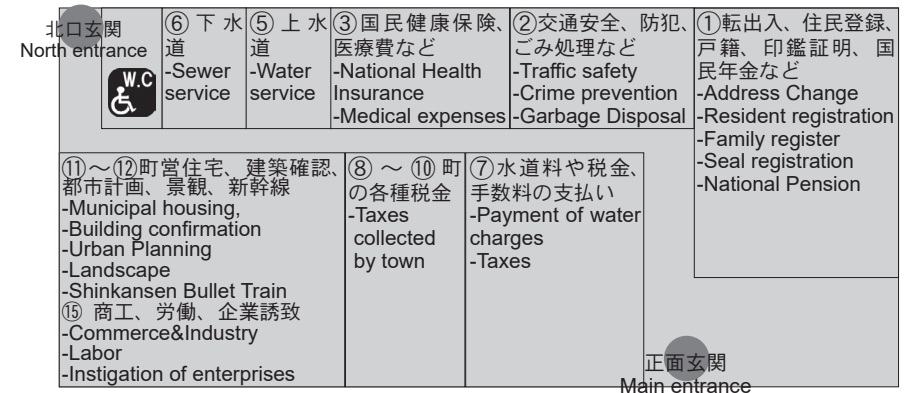 北口玄関
North entrance
W.C
⑥下水
道
-Sewer
service
⑤上水
道
-Water
service
③国民健康保険、
医療費など
-National Health
Insurance
-Medical expenses
②交通安全、防犯、
ごみ処理など
-Traffic safety
-Crime prevention
-Garbage Disposal
①転出入、住民登録、
戸籍、印鑑証明、国
民年金など
-Address Change
-Resident registration
-Family register
-Seal registration
-National Pension
⑪～⑫町営住宅、建築確認、
都市計画、景観、新幹線
-Municipal housing,
-Building confirmation
-Urban Planning
-Landscape
-Shinkansen Bullet Train
⑮ 商工、労働、企業誘致
-Commerce&Industry
-Labor
-Instigation of enterprises
⑧～⑩町
の各種税金
-Taxes
collected
by town
⑦水道料や税金、
手数料の支払い
-Payment of water
charges
-Taxes
正面玄関
Main entrance